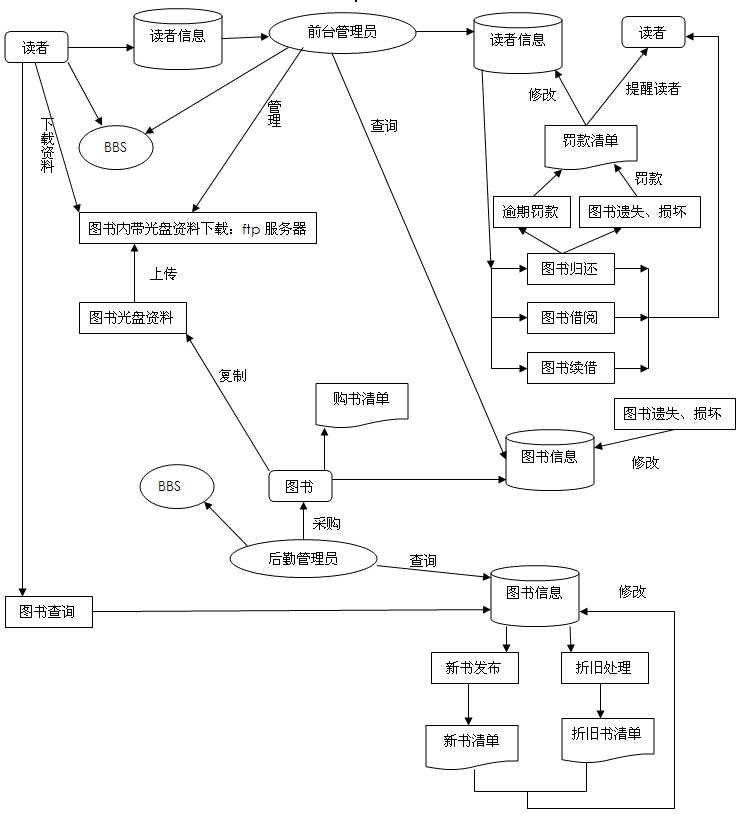 读者
读者信息
前台管理员
读者信息
读者
修改
提醒读者
下载资料
BBS
管理
查询
罚款清单
罚款
逾期罚款
图书遗失、损坏
图书内带光盘资料下载：ftp 服务器
图书归还
上传
图书光盘资料
图书借阅
图书续借
复制
购书清单
图书遗失、损坏
图书信息
修改
BBS
图书
采购
后勤管理员
查询
图书信息
修改
图书查询
新书发布
折旧处理
新书清单
折旧书清单